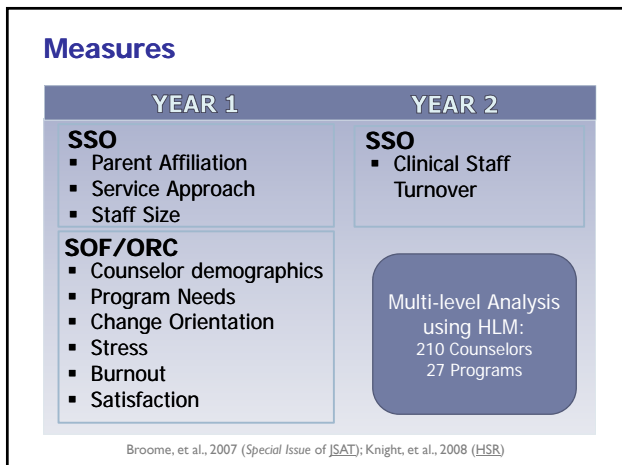 Measures
YEAR 1
SSO
▪ Parent Affiliation
▪ Service Approach
▪ Staff Size
SOF/ORC
▪ Counselor demographics
▪ Program Needs
▪ Change Orientation
▪ Stress
▪ Burnout
▪ Satisfaction
YEAR 2
SSO
▪ Clinical Staff
Turnover
Multi-level Analysis
using HLM:
210 Counselors
27 Programs
Broome, et al., 2007 (Special Issue of JSAT); Knight, et al., 2008 (HSR)